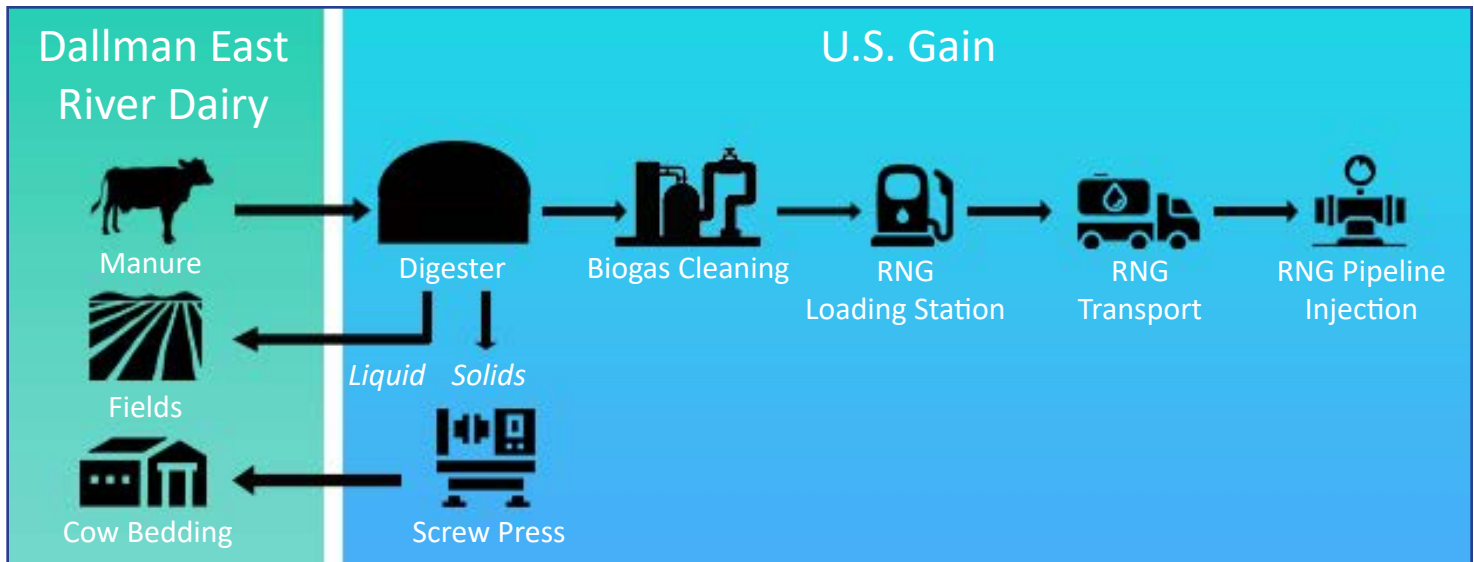 Dallman East
River Dairy
U.S. Gain
Manure
Digester
Biogas Cleaning
RNG
Loading Station
RNG
Transport
RNG Pipeline
Injection
Liquid
Solids
Fields
Cow Bedding
Screw Press